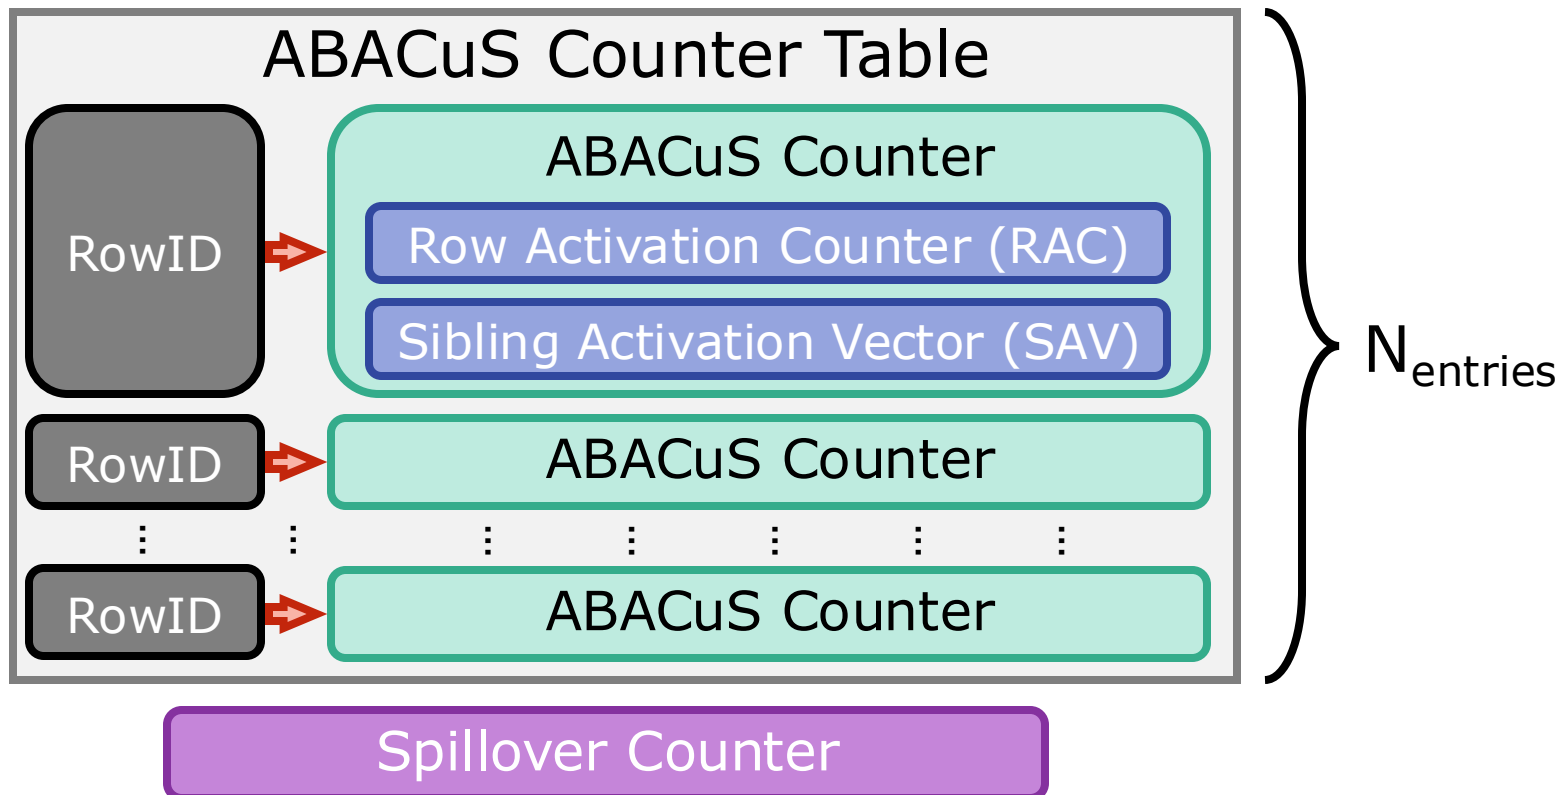 ABACuS Counter Table
RowID
ABACuS Counter
Row Activation Counter (RAC)
Sibling Activation Vector (SAV)
RowID
ABACuS Counter
... ... ... ... ... ... ...
RowID
ABACuS Counter
Nentries
Spillover Counter